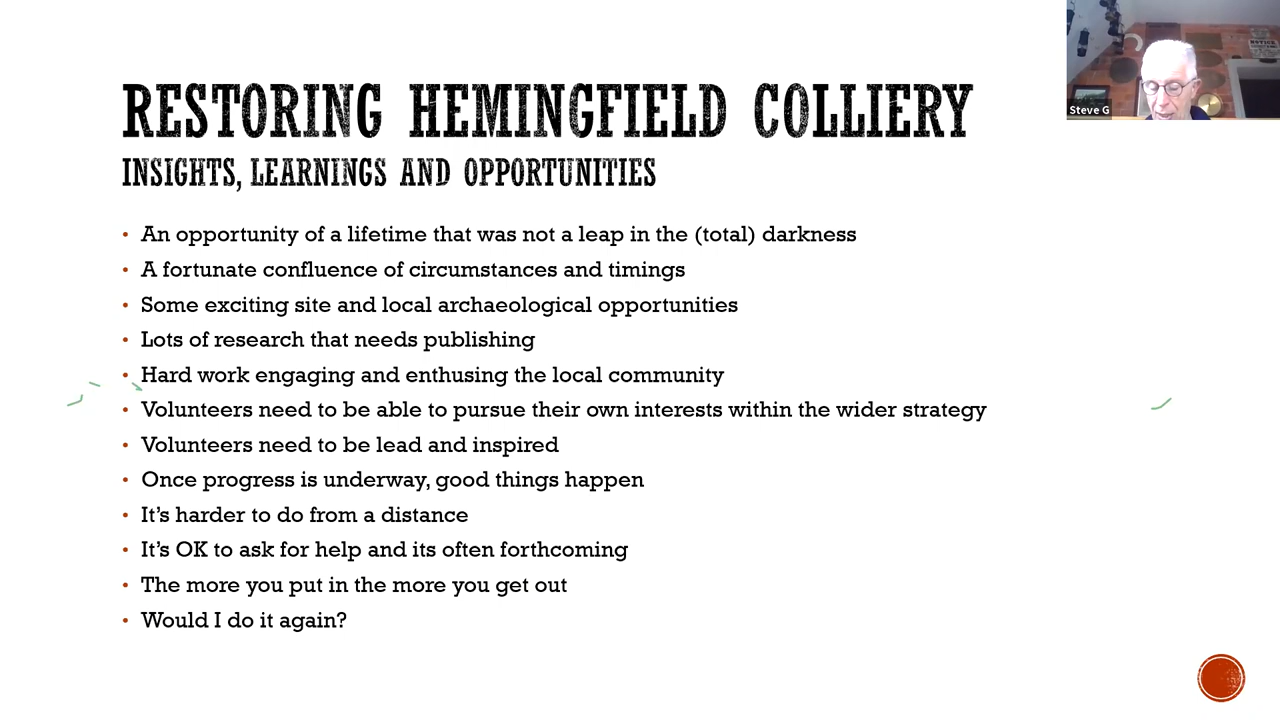 RESTORING HEMINGFIELD COLLIERY
INSIGHTS, LEARNINGS AND OPPORTUNITIES
• An opportunity of a lifetime that was not a leap in the (total) darkness
• A fortunate confluence of circumstances and timings
• Some exciting site and local archaeological opportunities
• Lots of research that needs publishing
• Hard work engaging and enthusing the local community
• Volunteers need to be able to pursue their own interests within the wider strategy
• Volunteers need to be lead and inspired
• Once progress is underway, good things happen
• It's harder to do from a distance
• It's OK to ask for help and its often forthcoming
• The more you put in the more you get out
• Would I do it again?
NOTICE
Steve G